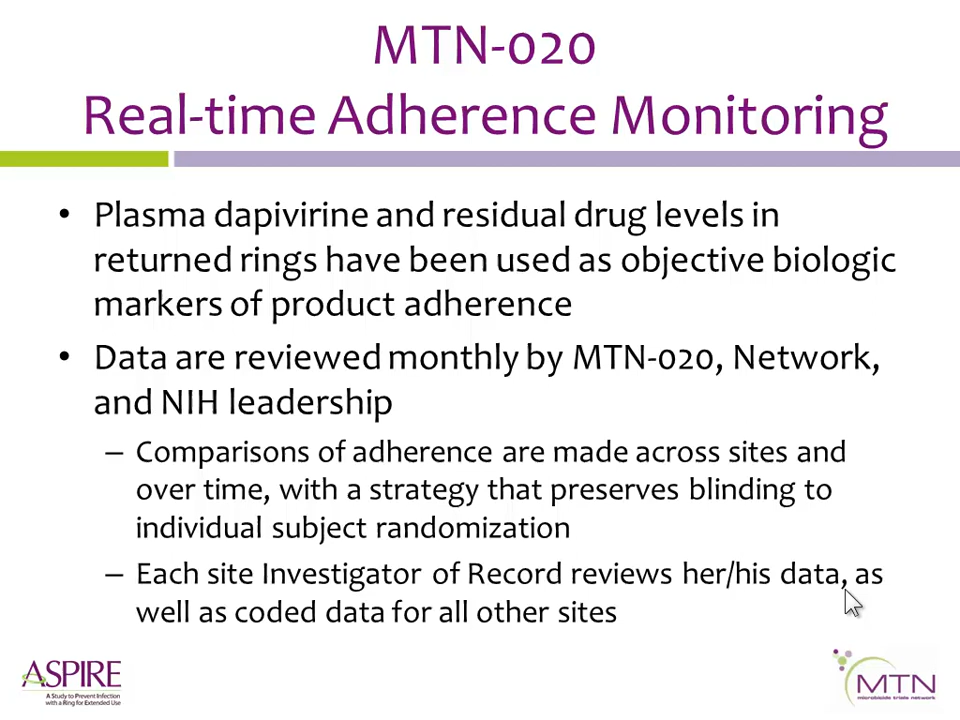 MTN-020
Real-time Adherence Monitoring
• Plasma dapivirine and residual drug levels in
returned rings have been used as objective biologic
markers of product adherence
• Data are reviewed monthly by MTN-020, Network,
and NIH leadership
– Comparisons of adherence are made across sites and
over time, with a strategy that preserves blinding to
individual subject randomization
– Each site Investigator of Record reviews her/his data, as
well as coded data for all other sites
ASPIRE
A Study to Prevent Infection
with a Ring for Extended Use
MTN
microbicide trials network